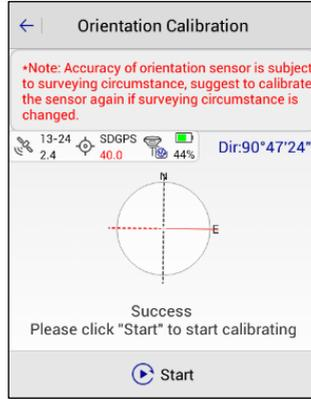 Orientation Calibration
*Note: Accuracy of orientation sensor is subject
to surveying circumstance, suggest to calibrate
the sensor again if surveying circumstance is
changed.
13-24 SDGPS
2.4 40.0 44% Dir:90°47'24"
N
E
Success
Please click "Start" to start calibrating
Start